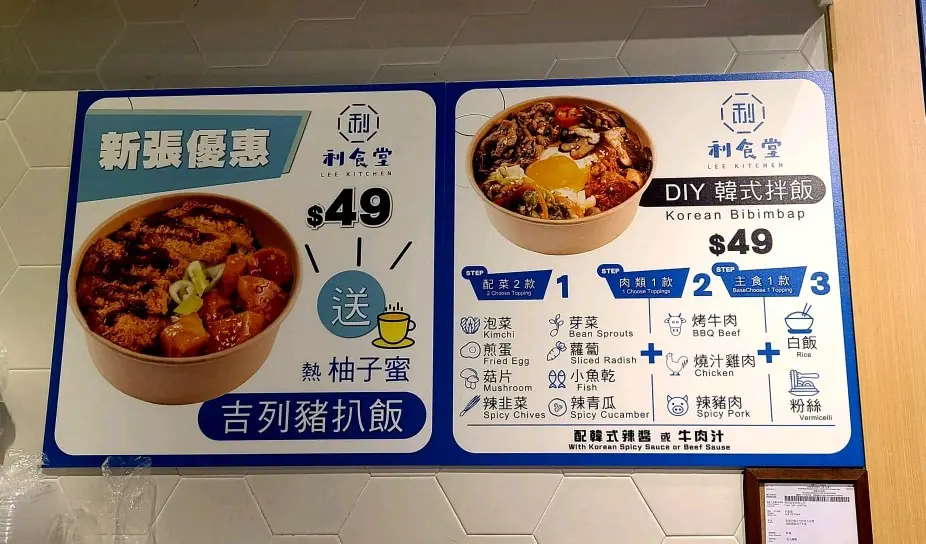 新張優惠
利
利食堂
LEE KITCHEN
$49
送
熱 柚子蜜
吉列豬扒飯
利
利食堂
LEE KITCHEN
DIY 韓式拌飯
Korean Bibimbap
$49
STEP 配菜2款 1
2 Choose Topping
STEP 肉類1款 2
1 Choose Toppings
STEP 主食1款 3
BaseChoose 1 Topping
泡菜
Kimchi
煎蛋
Fried Egg
菇片
Mushroom
辣韭菜
Spicy Chives
芽菜
Bean Sprouts
蘿蔔
Sliced Radish
小魚乾
Fish
辣青瓜
Spicy Cucumber
+
烤牛肉
BBQ Beef
燒汁雞肉
Chicken
辣豬肉
Spicy Pork
+
白飯
Rice
粉絲
Vermicelli
配韓式辣醬 或 牛肉汁
With Korean Spicy Sauce or Beef Sause